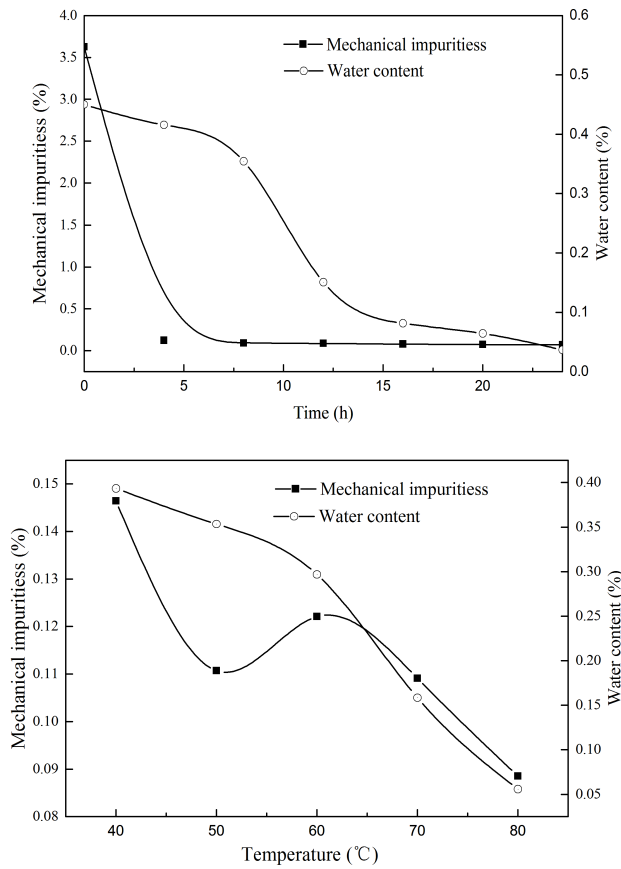 Mechanical impuritiess
Water content
Mechanical impuritiess (%)
4.0
3.5
3.0
2.5
2.0
1.5
1.0
0.5
0.0
Water content (%)
0.6
0.5
0.4
0.3
0.2
0.1
0.0
0 5 10 15 20
Time (h)
Mechanical impuritiess
Water content
Mechanical impuritiess (%)
0.15
0.14
0.13
0.12
0.11
0.10
0.09
0.08
Water content (%)
0.40
0.35
0.30
0.25
0.20
0.15
0.10
0.05
40 50 60 70 80
Temperature (℃)